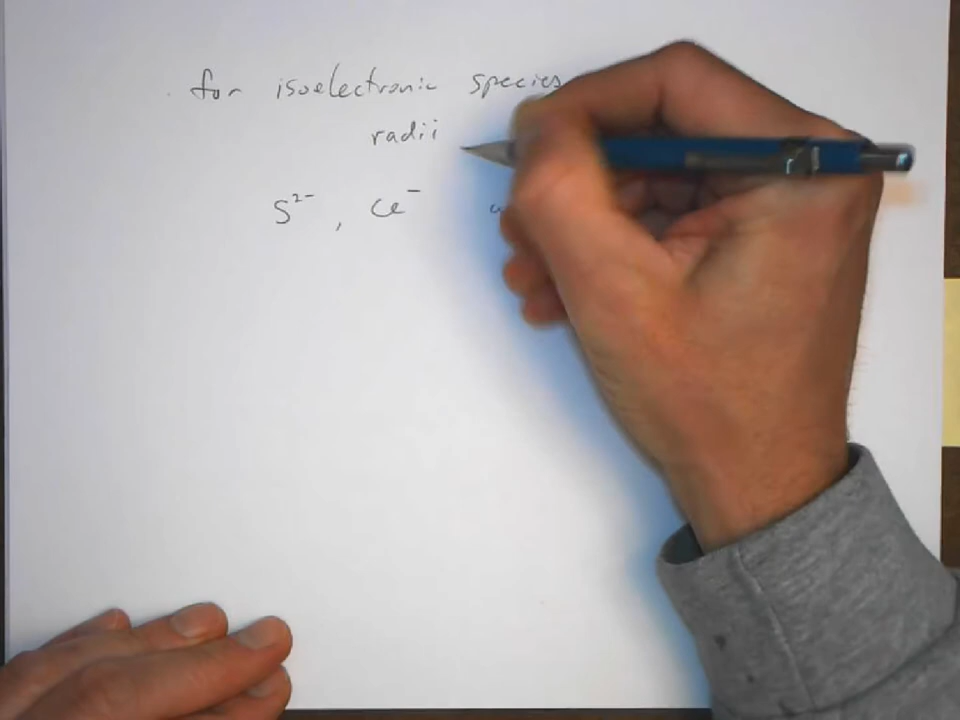 for isoelectronic species
radii
S²⁻, Cl⁻